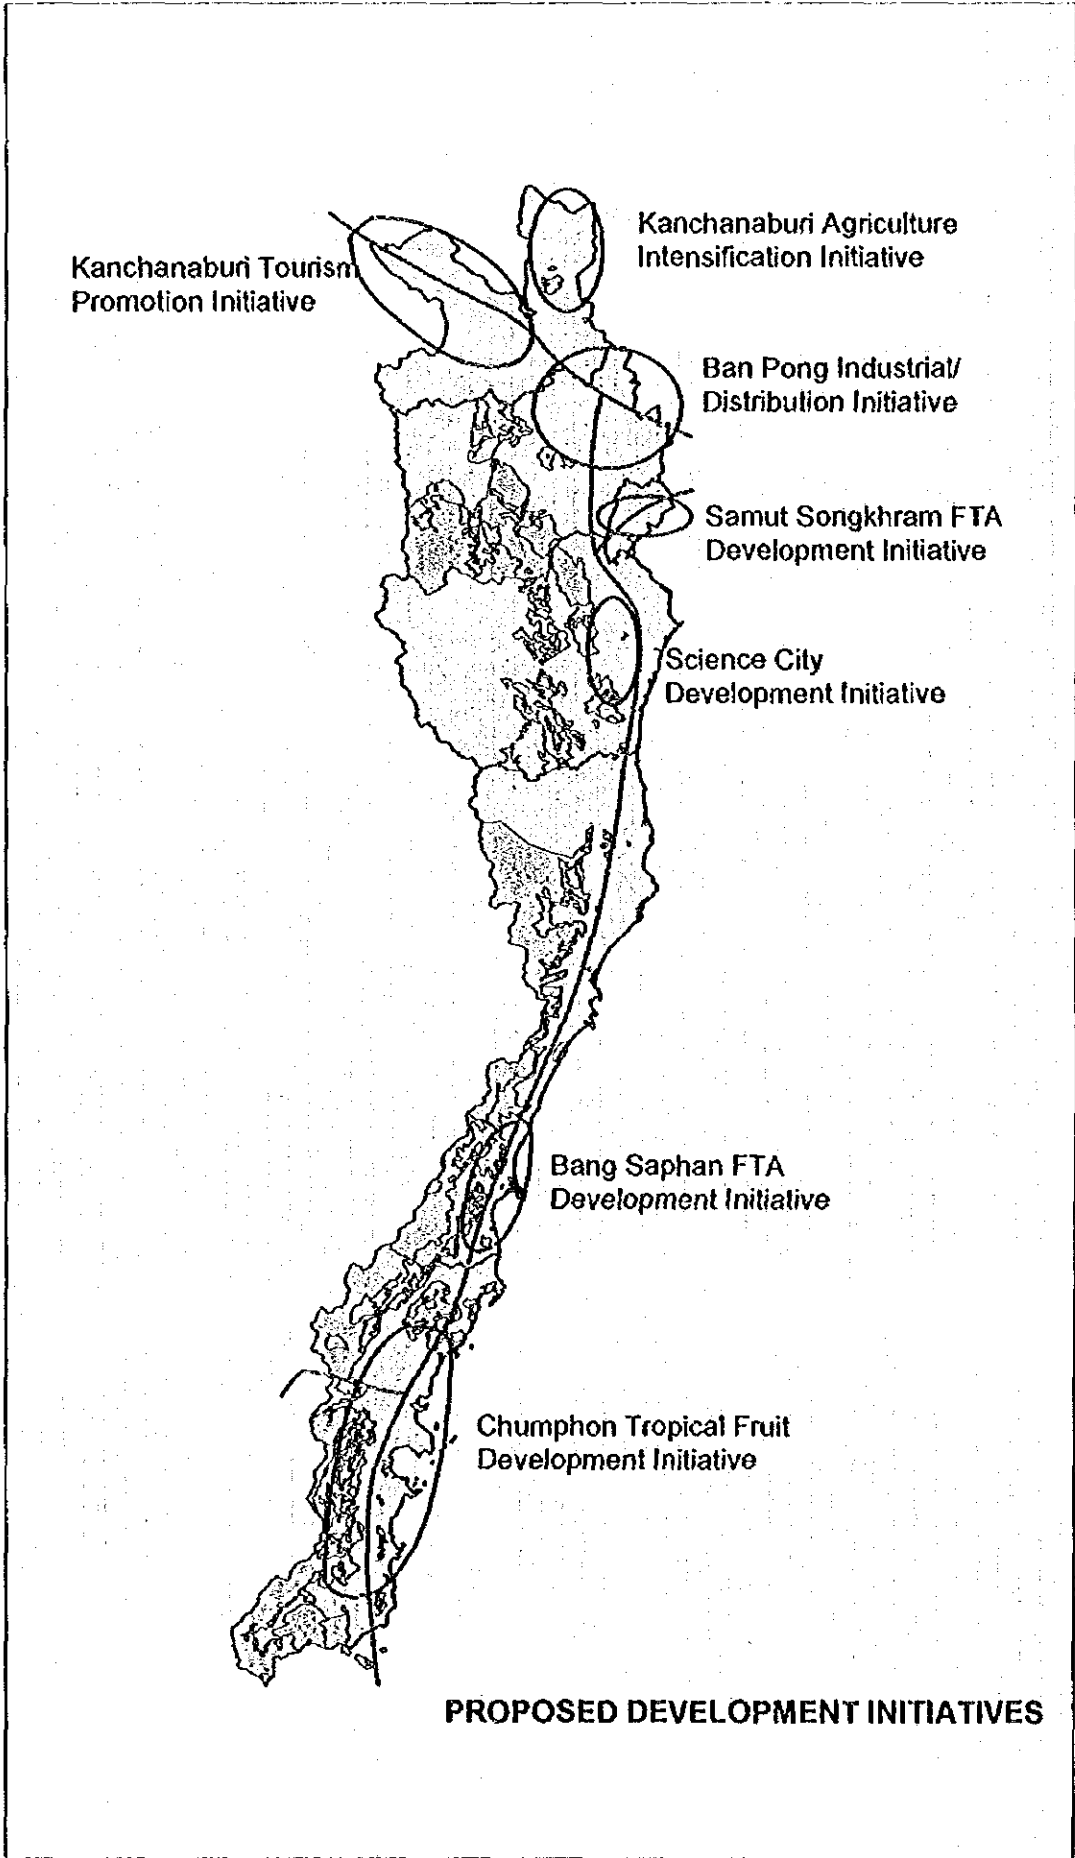 Kanchanaburi Agriculture
Intensification Initiative
Kanchanaburi Tourism
Promotion Initiative
Ban Pong Industrial/
Distribution Initiative
Samut Songkhram FTA
Development Initiative
Science City
Development Initiative
Bang Saphan FTA
Development Initiative
Chumphon Tropical Fruit
Development Initiative
PROPOSED DEVELOPMENT INITIATIVES